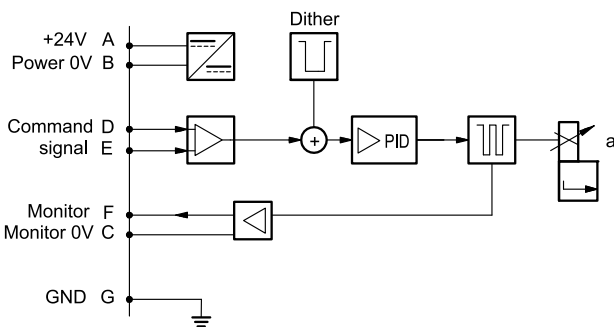 Dither
+24V A
Power 0V B
Command D
signal E
+
PID
a
Monitor F
Monitor 0V C
GND G